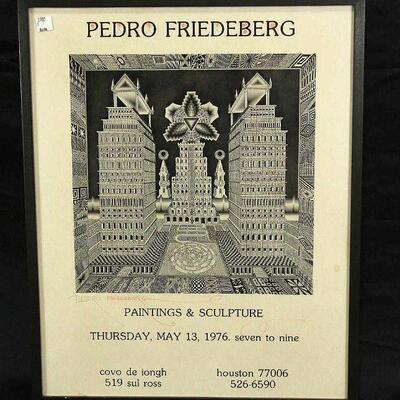 PEDRO FRIEDEBERG
PAINTINGS & SCULPTURE
THURSDAY, MAY 13, 1976. seven to nine
covo de iongh houston 77006
519 sul ross 526-6590